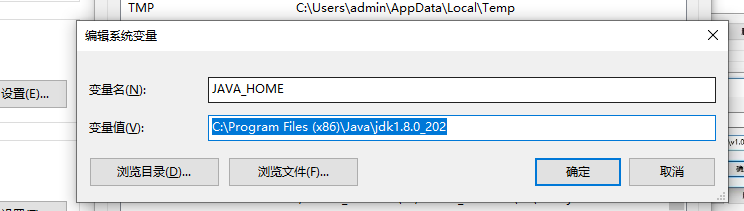 TMP C:\Users\admin\AppData\Local\Temp
编辑系统变量
设置(E)...
变量名(N): JAVA_HOME
变量值(V): C:\Program Files (x86)\Java\jdk1.8.0_202
浏览目录(D)... 浏览文件(F)... 确定 取消